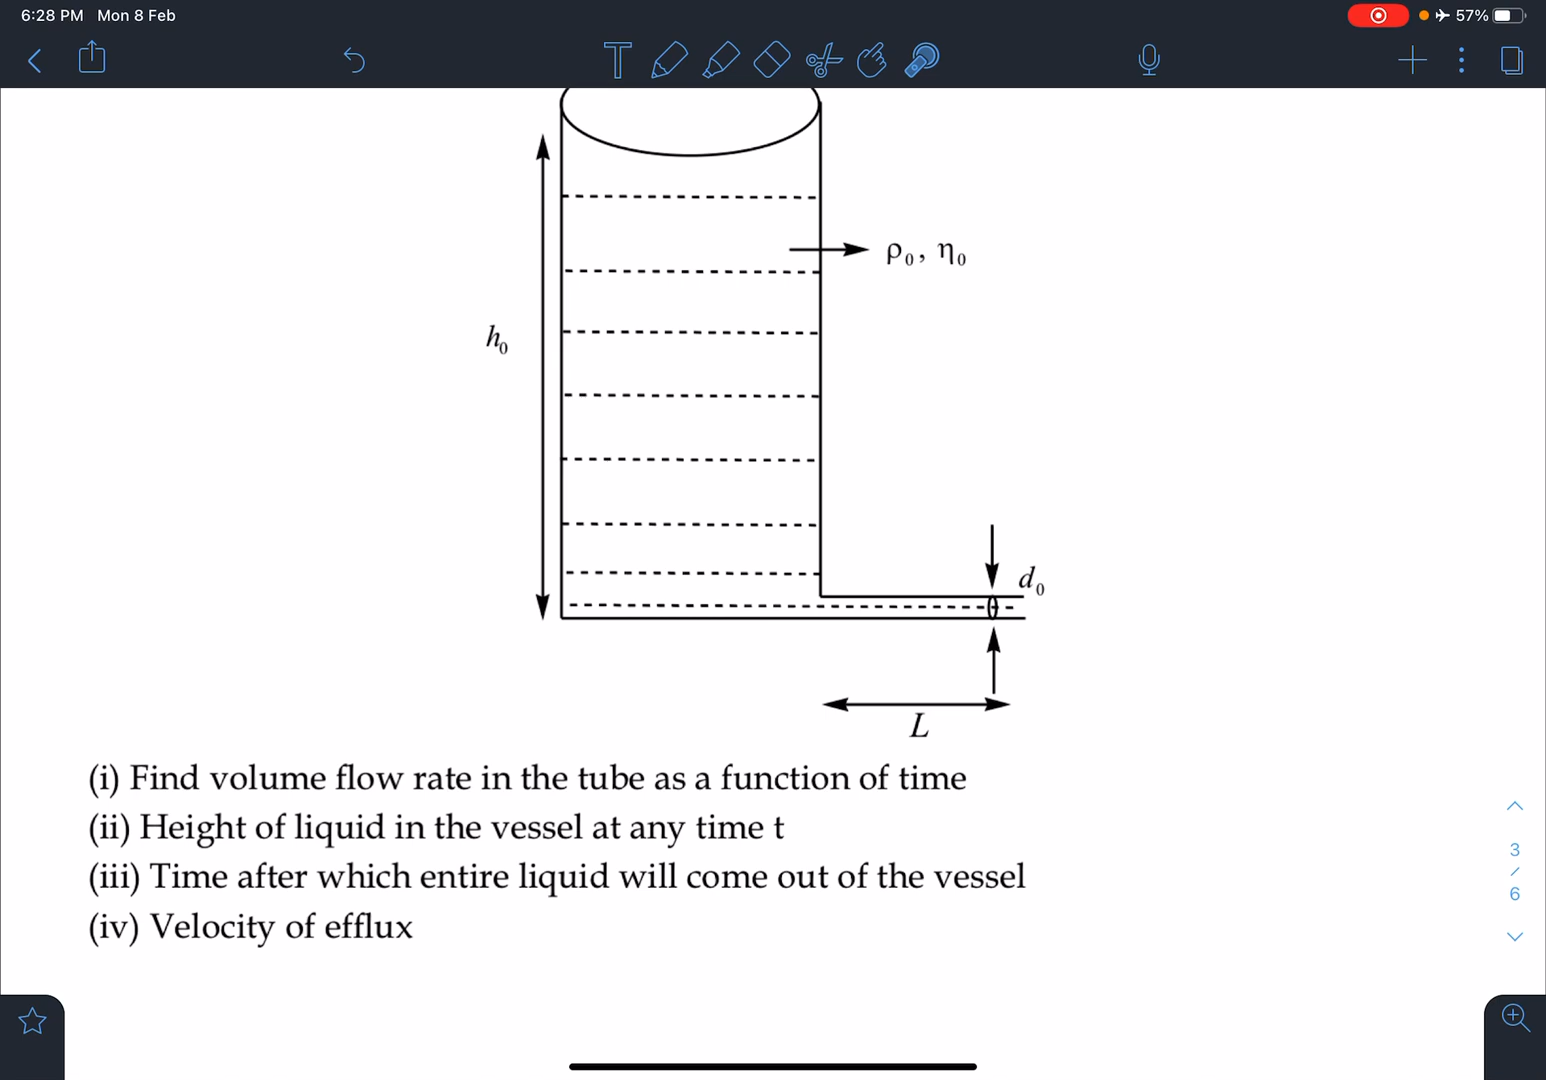 6:28 PM Mon 8 Feb
57%
T
ρ₀, η₀
h₀
d₀
L
(i) Find volume flow rate in the tube as a function of time
(ii) Height of liquid in the vessel at any time t
(iii) Time after which entire liquid will come out of the vessel
(iv) Velocity of efflux
3
/
6